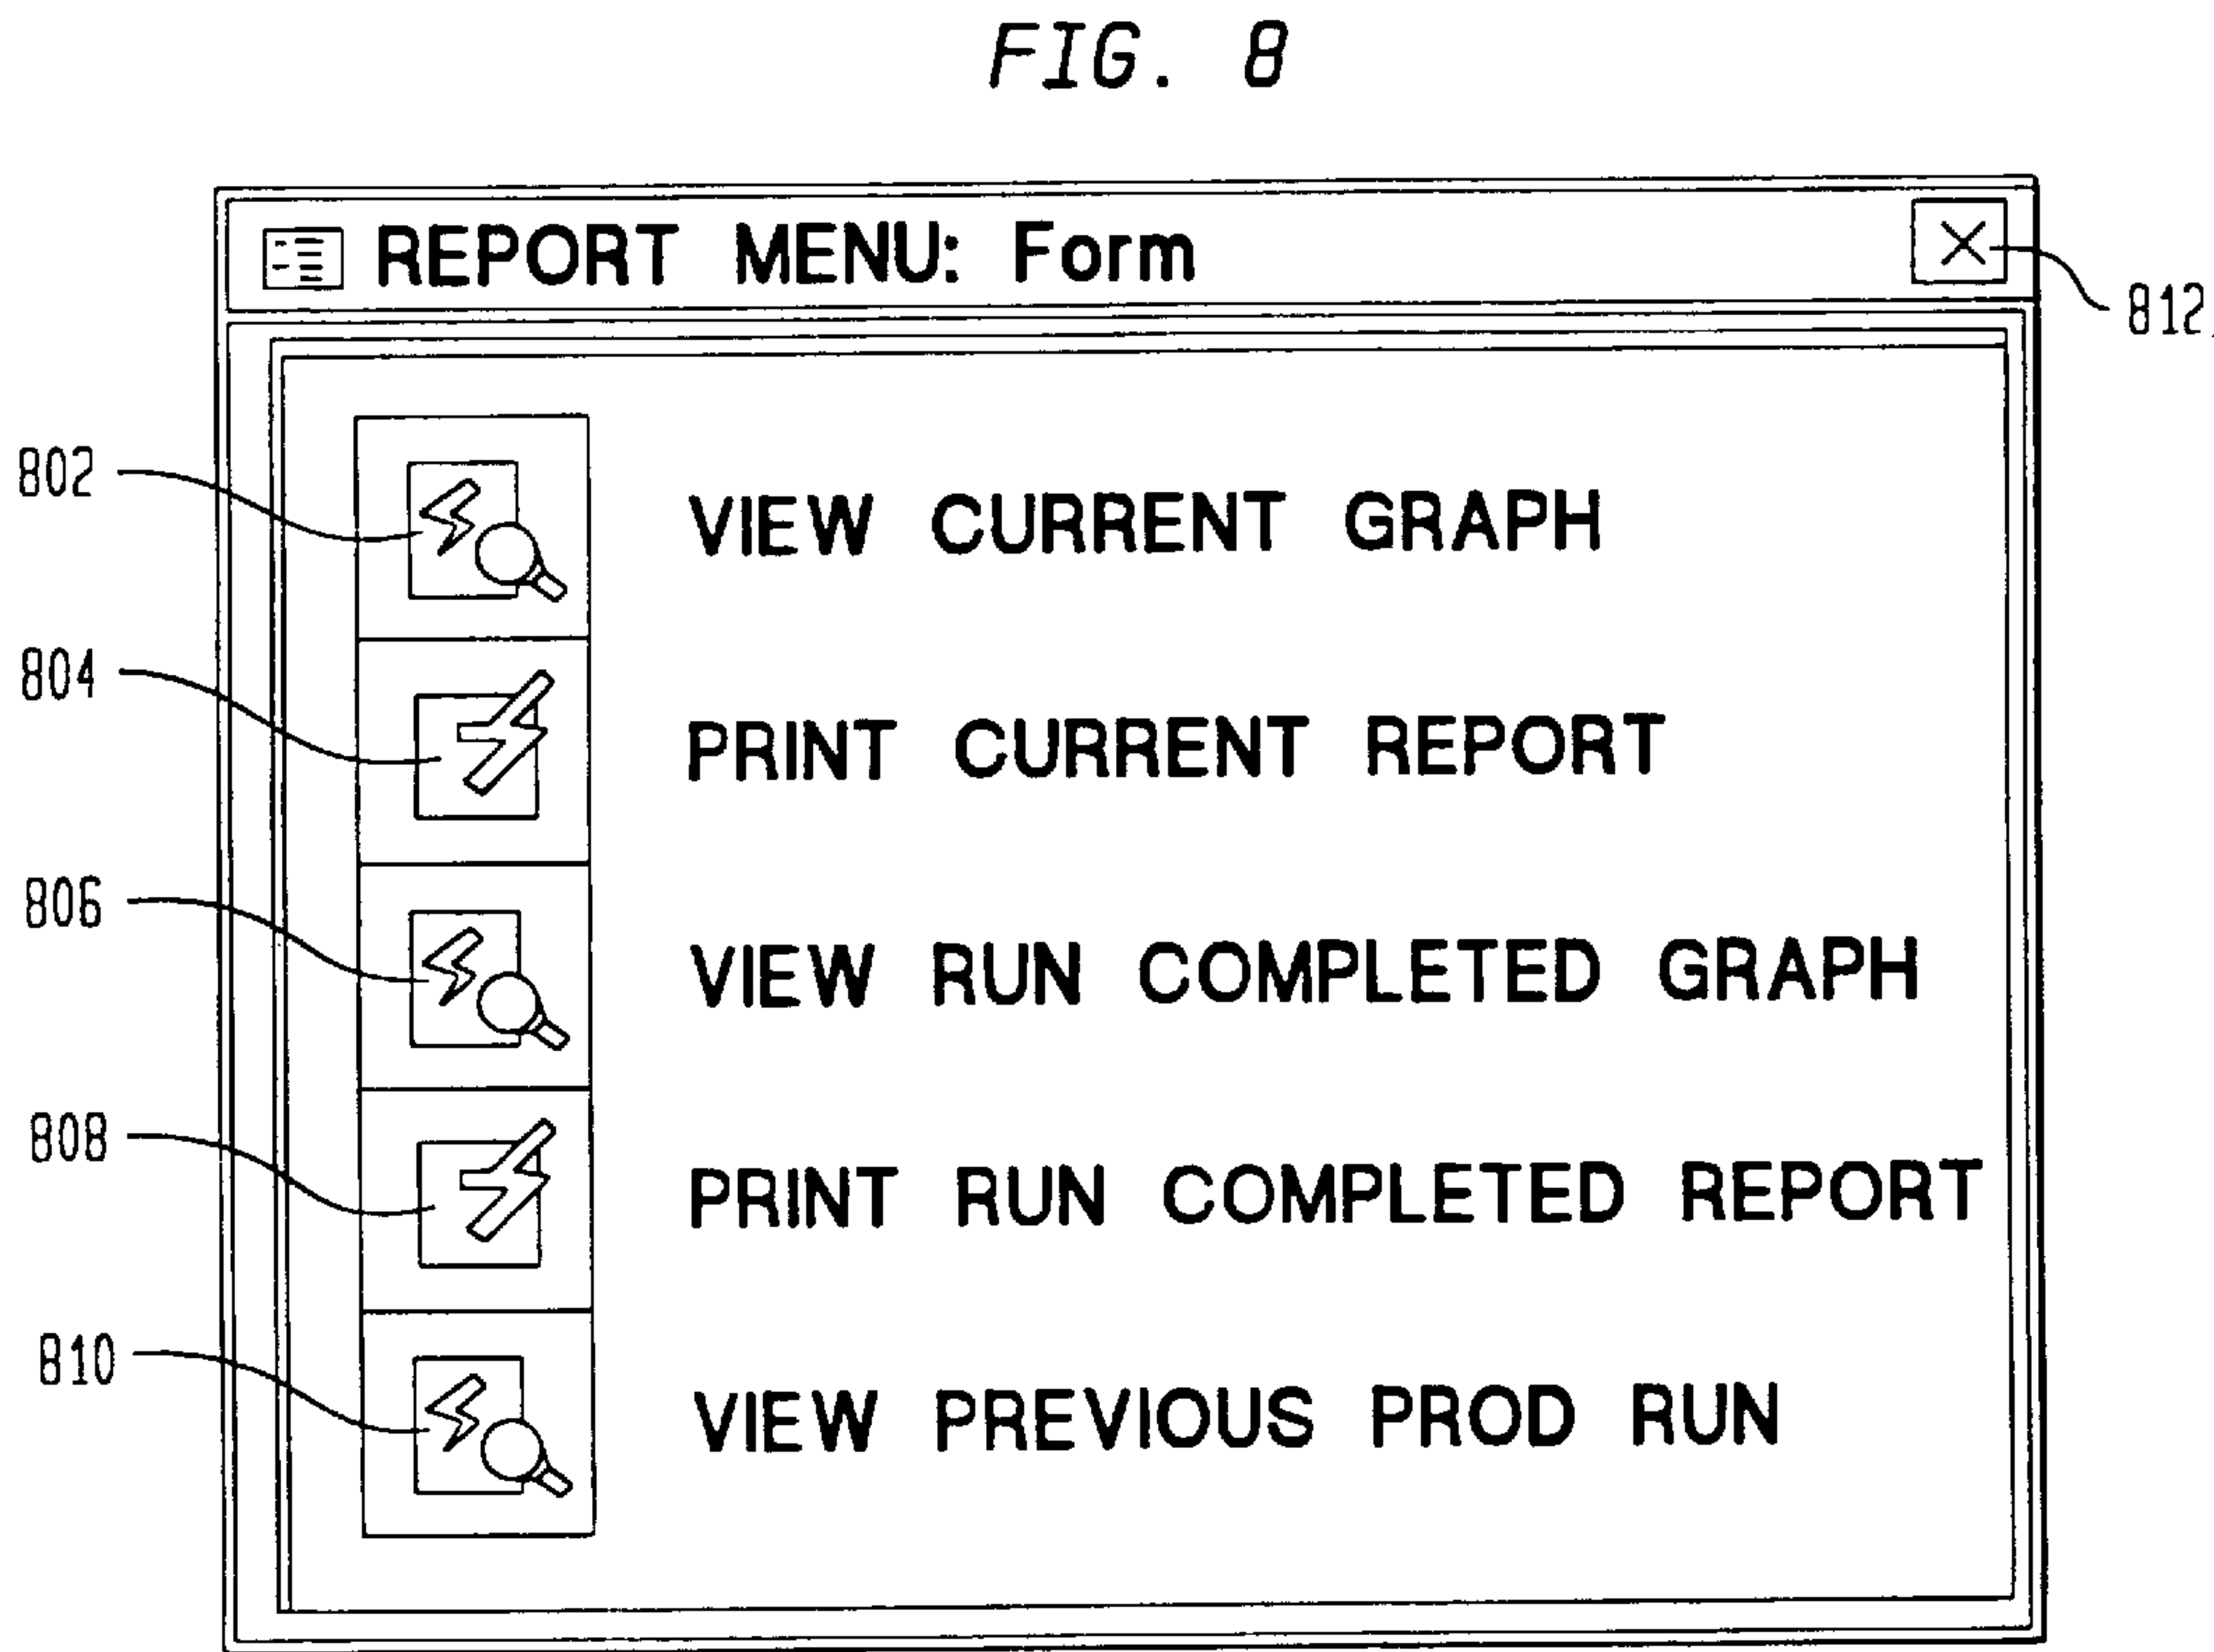 FIG. 8
REPORT MENU: Form
812
802
VIEW CURRENT GRAPH
804
PRINT CURRENT REPORT
806
VIEW RUN COMPLETED GRAPH
808
PRINT RUN COMPLETED REPORT
810
VIEW PREVIOUS PROD RUN